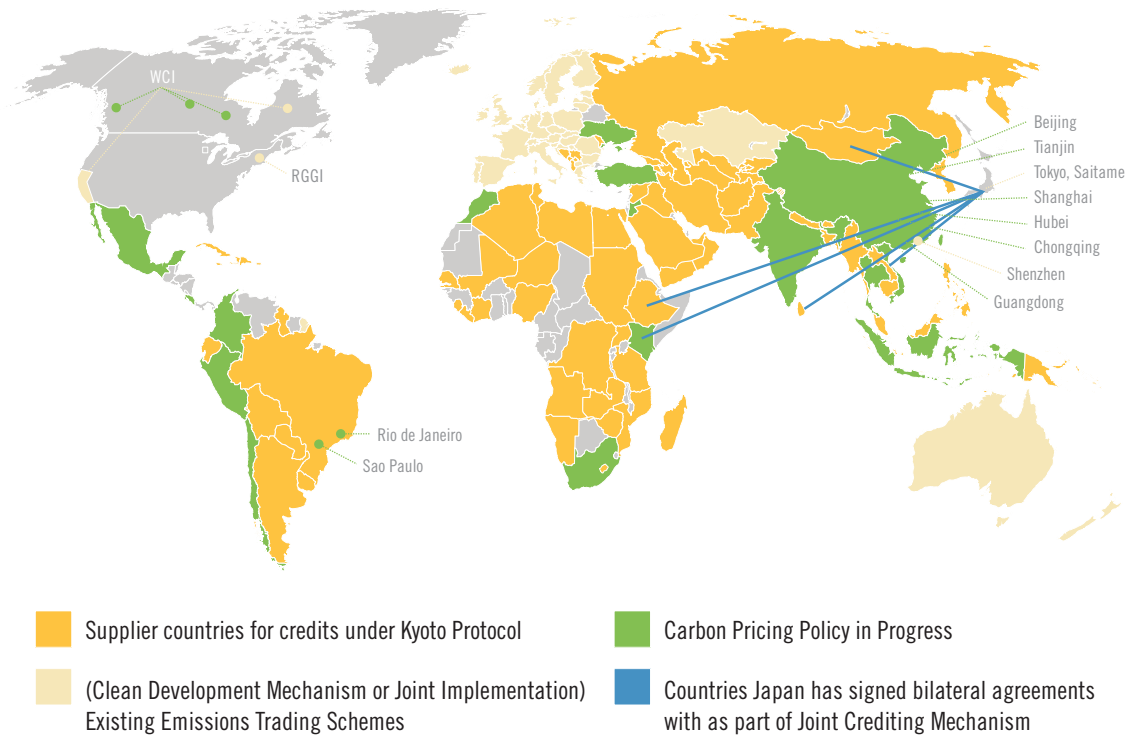 WCI
RGGI
Beijing
Tianjin
Tokyo, Saitame
Shanghai
Hubei
Chongqing
Shenzhen
Guangdong
Rio de Janeiro
Sao Paulo
Supplier countries for credits under Kyoto Protocol
(Clean Development Mechanism or Joint Implementation)
Existing Emissions Trading Schemes
Carbon Pricing Policy in Progress
Countries Japan has signed bilateral agreements
with as part of Joint Crediting Mechanism